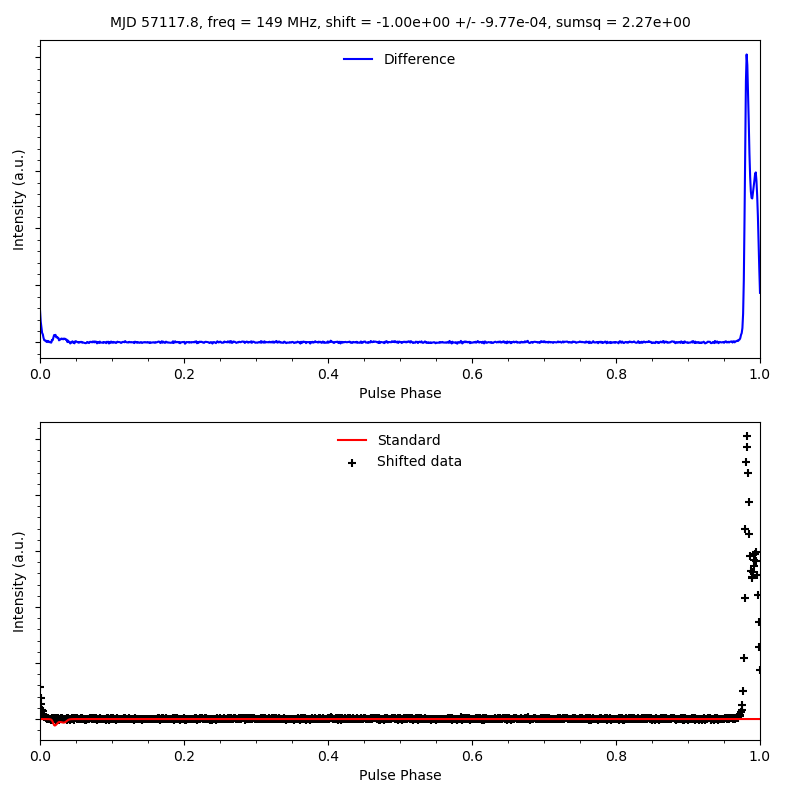 MJD 57117.8, freq = 149 MHz, shift = -1.00e+00 +/- -9.77e-04, sumsq = 2.27e+00
Difference
Intensity (a.u.)
0.0 0.2 0.4 0.6 0.8 1.0
Pulse Phase
Standard
Shifted data
Intensity (a.u.)
0.0 0.2 0.4 0.6 0.8 1.0
Pulse Phase